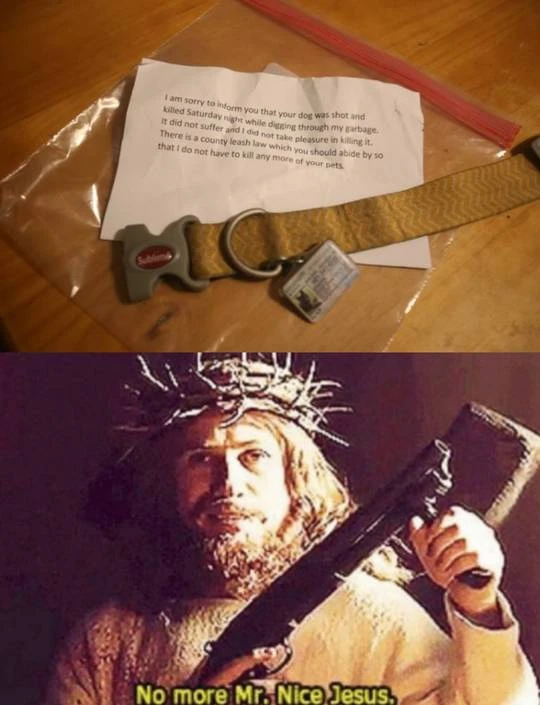 I am sorry to inform you that your dog was shot and
killed Saturday night while digging through my garbage.
It did not suffer and I did not take pleasure in killing it.
There is a county leash law which you should abide by so
that I do not have to kill any more of your pets.
No more Mr. Nice Jesus.